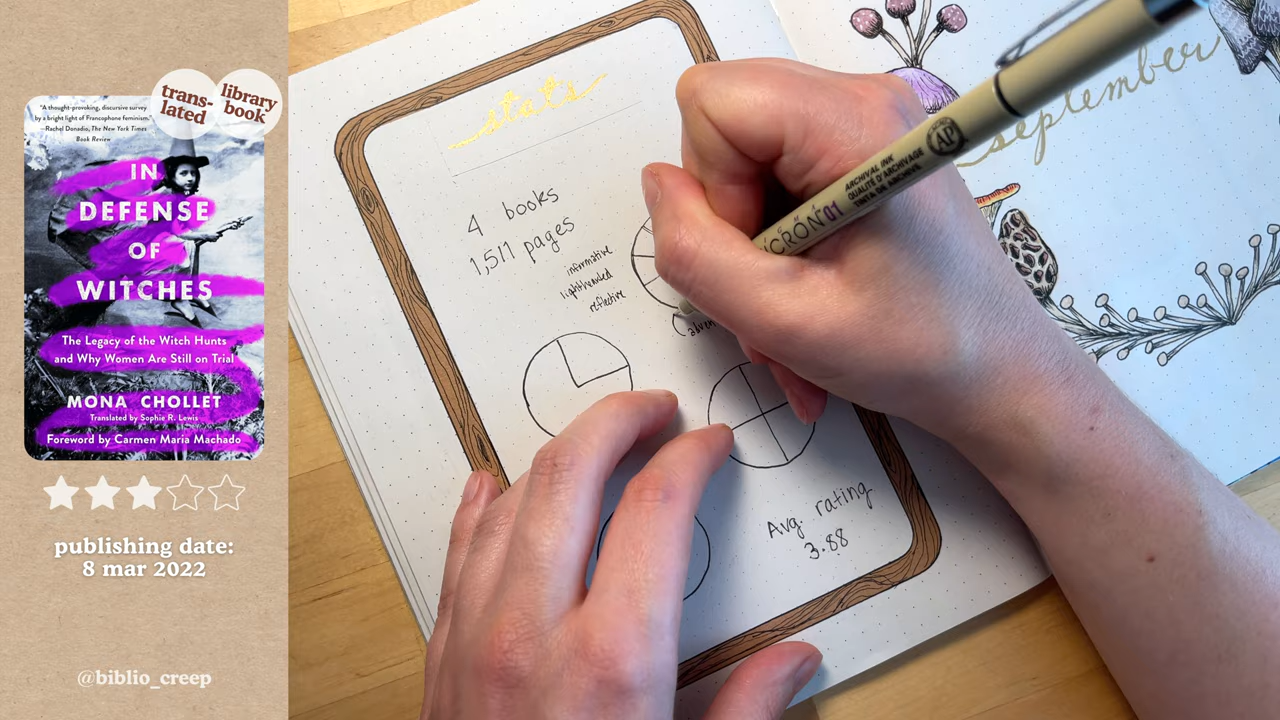 trans-
lated
library
book
"A thought-provoking, discursive survey
by a bright light of Francophone feminism."
—Rachel Donadio, The New York Times
Book Review
IN
DEFENSE
OF
WITCHES
The Legacy of the Witch Hunts
and Why Women Are Still on Trial
MONA CHOLLET
Translated by Sophie R. Lewis
Foreword by Carmen Maria Machado
publishing date:
8 mar 2022
@biblio_creep
stats
4 books
1,511 pages
informative
lighthearted
reflective
Avg. rating
3.88
september
ICRON 01
ARCHIVAL INK
QUALITÉ D'ARCHIVAGE
TINTA DE ARCHIVE
AP